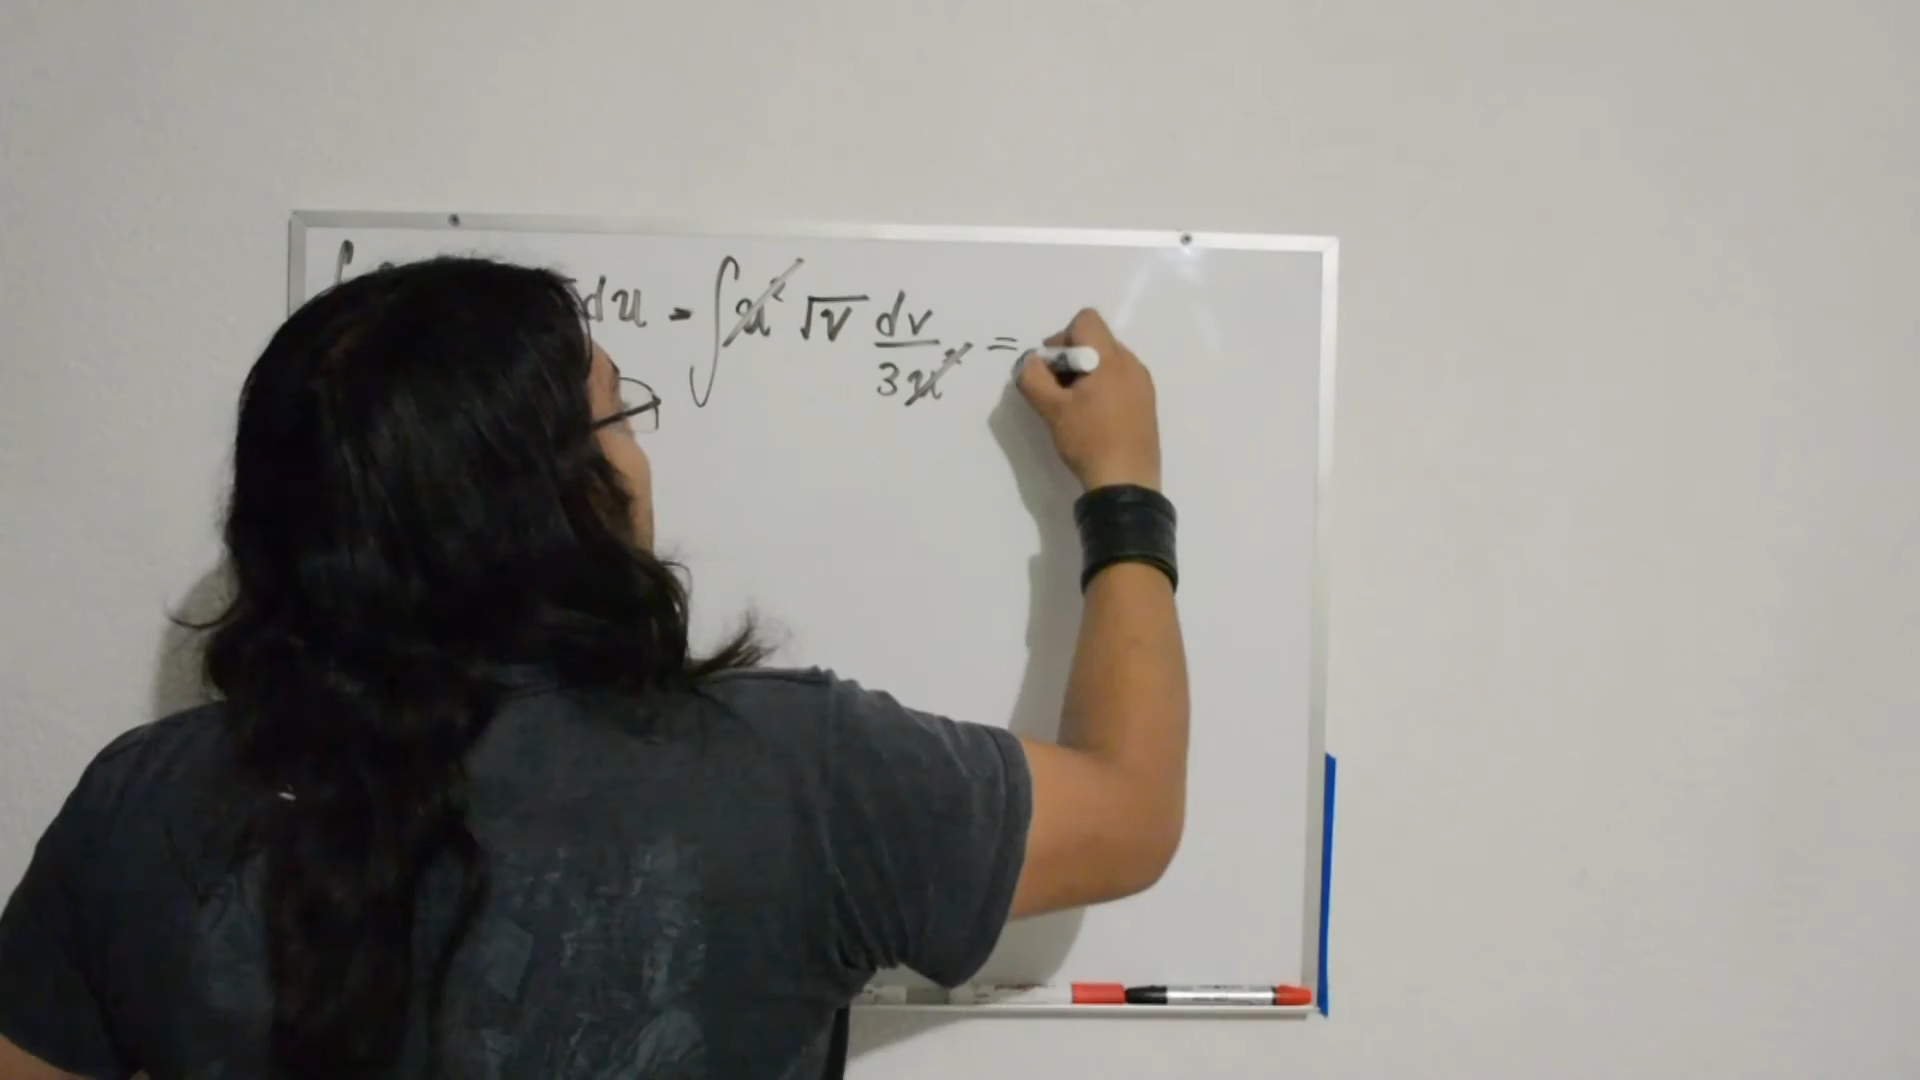 ∫ du = ∫ u² √v dv/3u² =